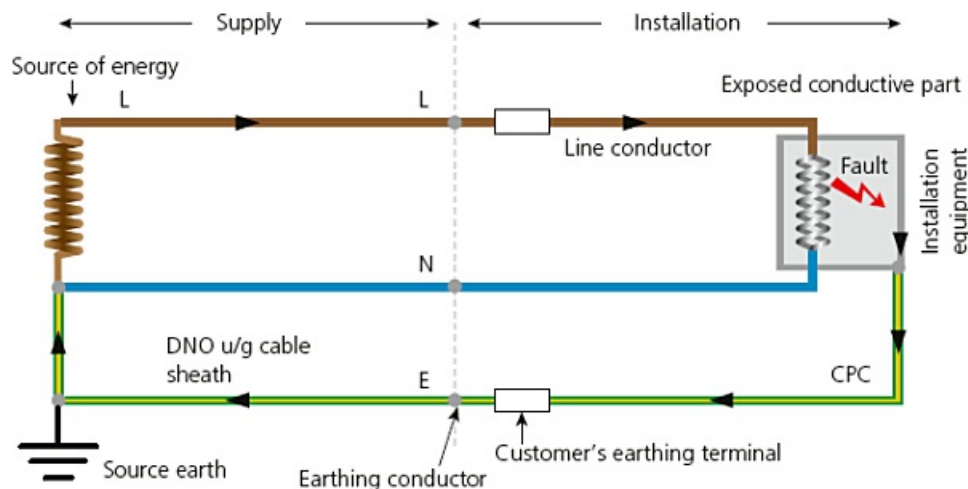 Supply
Installation
Source of energy
Exposed conductive part
L
L
Line conductor
Fault
Installation
equipment
N
DNO u/g cable
sheath
E
CPC
Source earth
Earthing conductor
Customer's earthing terminal